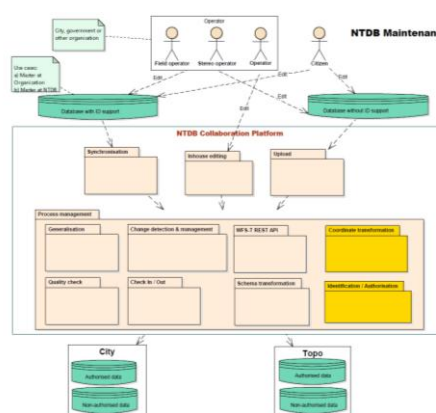 Operator
City, government or
other organisation
NTDB Maintenan
Field operator
Stereo operator
Operator
Citizen
Use cases:
a) Master at
Organisation
b) Master at NTDB
Edit
Edit
Edit
Edit
Edit
Database with ID support
Database without ID support
NTDB Collaboration Platform
Synchronisation
Inhouse editing
Upload
Process management
Generalisation
Change detection & management
WFS-T REST API
Coordinate transformation
Quality check
Check In / Out
Schema transformation
Identification / Authorisation
City
Topo
Authorised data
Authorised data
Non-authorised data
Non-authorised data